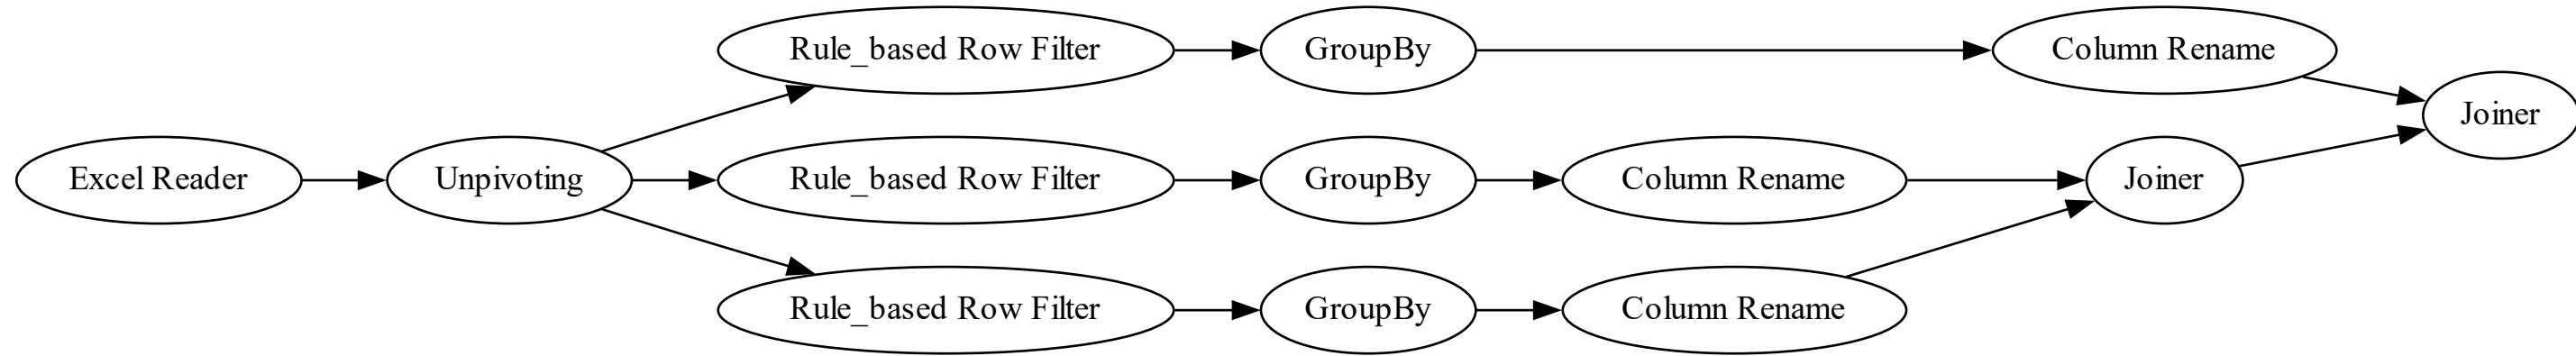 Rule_based Row Filter
GroupBy
Column Rename
Joiner
Excel Reader
Unpivoting
Rule_based Row Filter
GroupBy
Column Rename
Joiner
Rule_based Row Filter
GroupBy
Column Rename